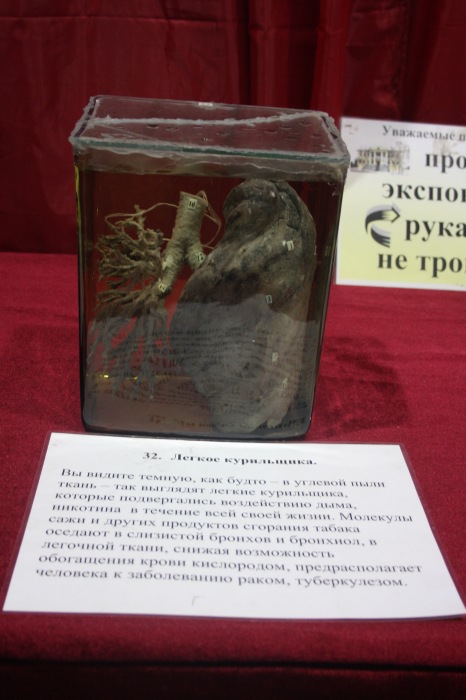 Уважаемые
про
экспо
рука
не тро
32. Легкое курильщика.
Вы видите темную, как будто – в углевой пыли
ткань – так выглядят легкие курильщика,
которые подвергались воздействию дыма,
никотина в течение всей своей жизни. Молекулы
сажи и других продуктов сгорания табака
оседают в слизистой бронхов и бронхиол, в
легочной ткани, снижая возможность
обогащения крови кислородом, предрасполагает
человека к заболеванию раком, туберкулезом.